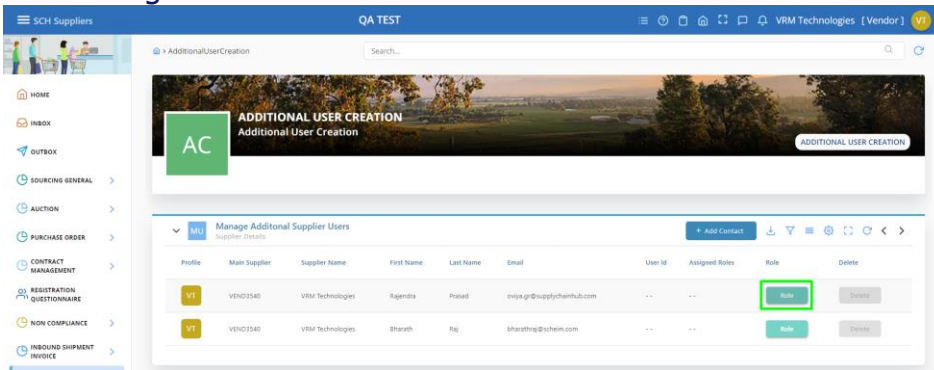 SCH Suppliers
QA TEST
VRM Technologies [ Vendor ]
VT
> AdditionalUserCreation
Search...
HOME
INBOX
OUTBOX
SOURCING GENERAL
AUCTION
PURCHASE ORDER
CONTRACT
MANAGEMENT
REGISTRATION
QUESTIONNAIRE
NON COMPLIANCE
INBOUND SHIPMENT
INVOICE
AC
ADDITIONAL USER CREATION
Additional User Creation
ADDITIONAL USER CREATION
MU
Manage Additonal Supplier Users
Supplier Details
+ Add Contact
Profile Main Supplier Supplier Name First Name Last Name Email User Id Assigned Roles Role Delete
VT VEND3540 VRM Technologies Rajendra Prasad oviya.gr@supplychainhub.com - - - - Role Delete
VT VEND3540 VRM Technologies Bharath Raj bharathraj@scheim.com - - - - Role Delete